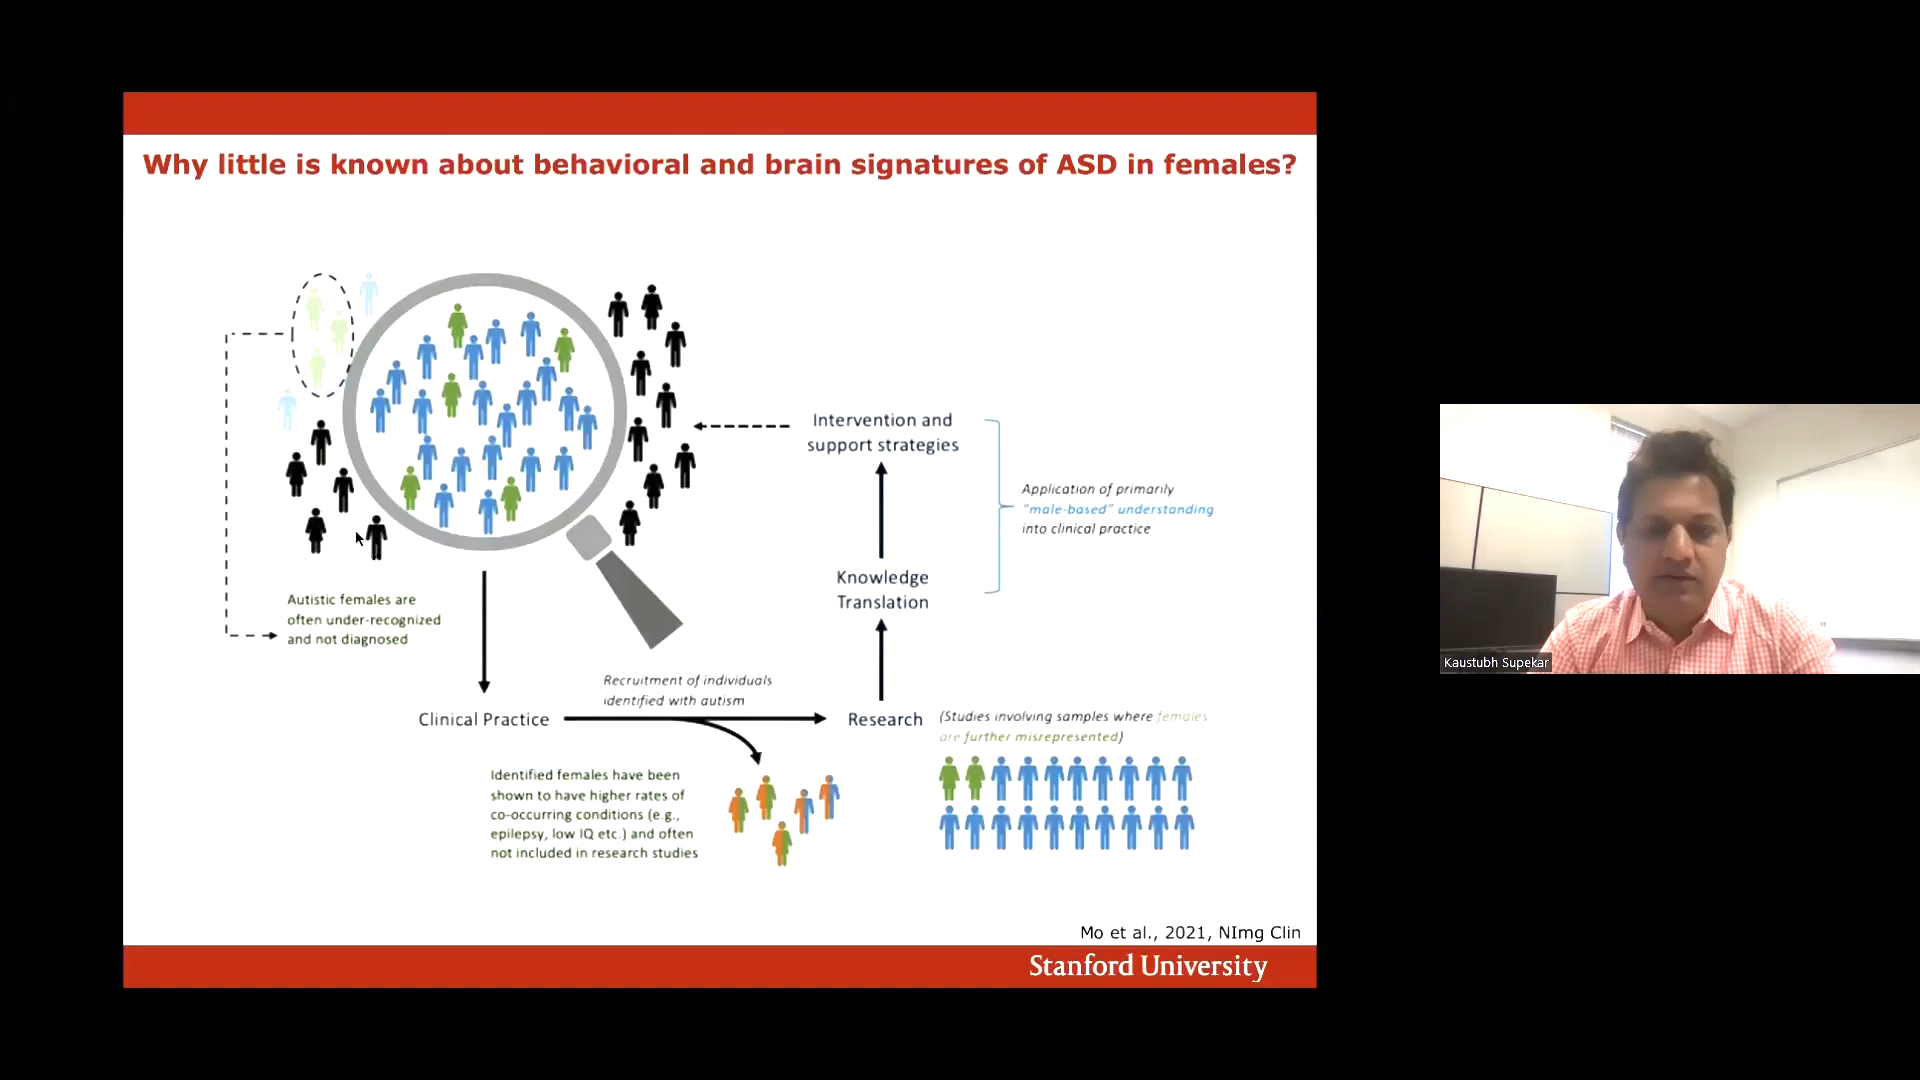 Why little is known about behavioral and brain signatures of ASD in females?
Intervention and
support strategies
Application of primarily
“male-based” understanding
into clinical practice
Knowledge
Translation
Autistic females are
often under-recognized
and not diagnosed
Recruitment of individuals
identified with autism
Clinical Practice
Research
(Studies involving samples where females
are further misrepresented)
Identified females have been
shown to have higher rates of
co-occurring conditions (e.g.,
epilepsy, low IQ etc.) and often
not included in research studies
Mo et al., 2021, NImg Clin
Stanford University
Kaustubh Supekar